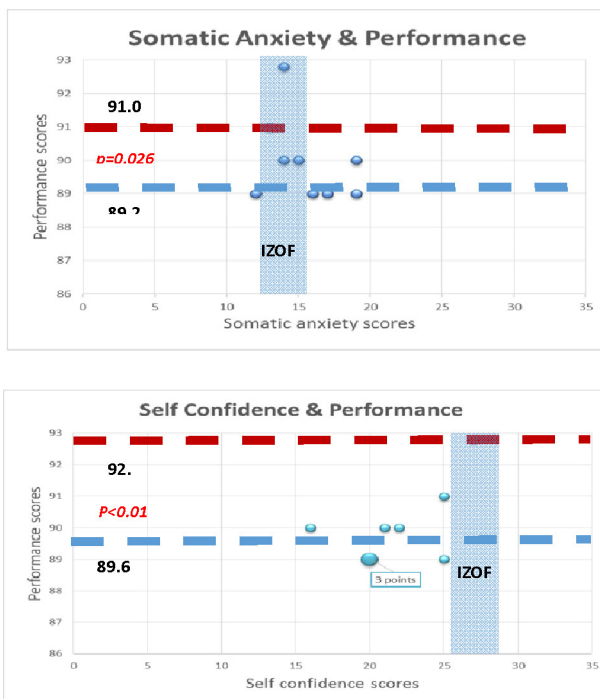 Somatic Anxiety & Performance
93
92
91.0
91
p=0.026
90
89
89.2
88
87
IZOF
86
0 5 10 15 20 25 30 35
Performance scores
Somatic anxiety scores
Self Confidence & Performance
93
92
92.
91
P<0.01
90
89
89.6
3 points
IZOF
88
87
86
0 5 10 15 20 25 30 35
Performance scores
Self confidence scores